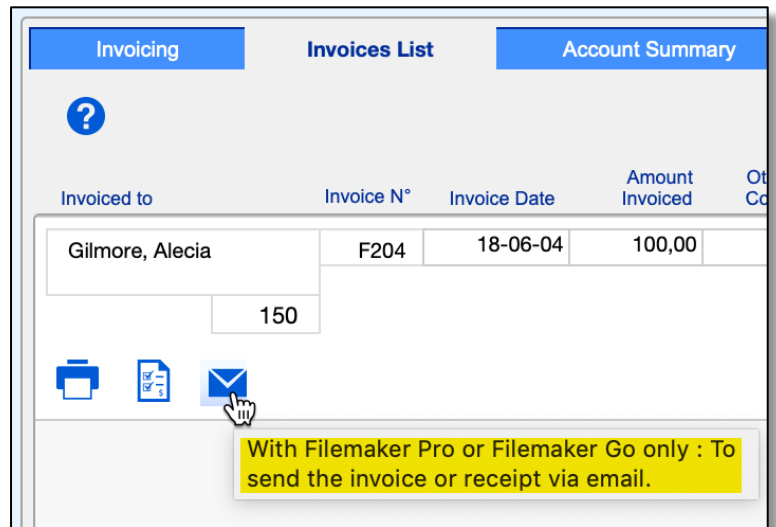 Invoicing
Invoices List
Account Summary
?
Invoiced to
Invoice N°
Invoice Date
Amount
Invoiced
Gilmore, Alecia
F204
18-06-04
100,00
150
With Filemaker Pro or Filemaker Go only : To
send the invoice or receipt via email.